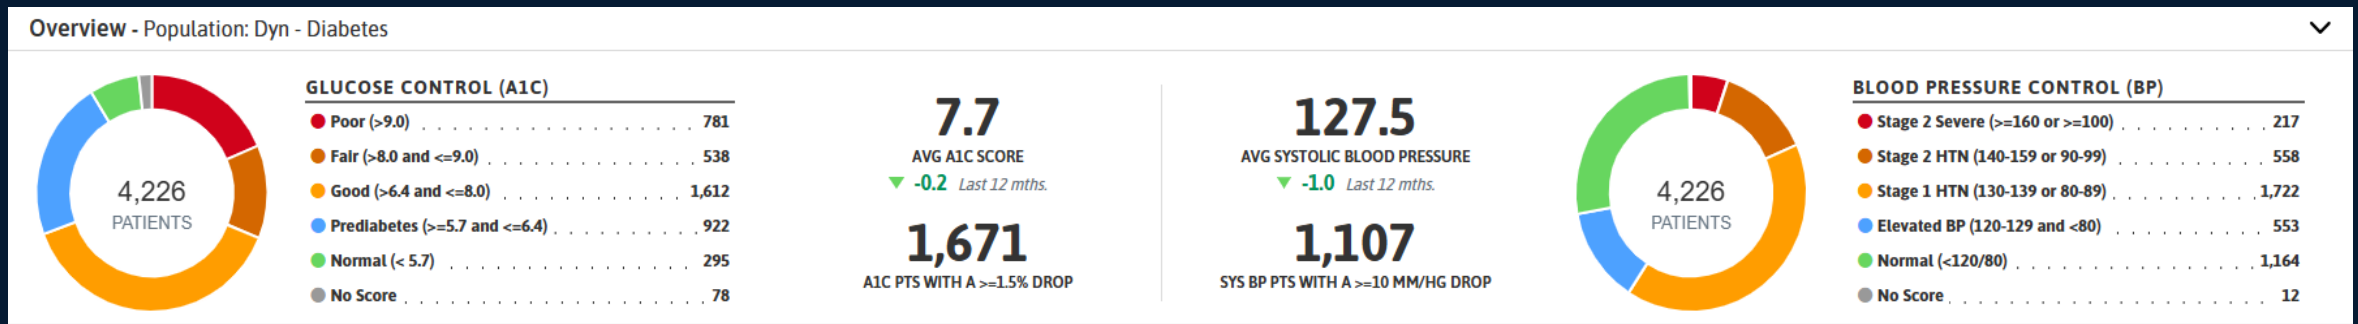 Overview - Population: Dyn - Diabetes
4,226
PATIENTS
GLUCOSE CONTROL (A1C)
Poor (>9.0) . . . . . . . . . . . . . . . . . . . . 781
Fair (>8.0 and <=9.0) . . . . . . . . . . . . . . . 538
Good (>6.4 and <=8.0) . . . . . . . . . . . . . 1,612
Prediabetes (>=5.7 and <=6.4) . . . . . . . . . . 922
Normal (< 5.7) . . . . . . . . . . . . . . . . . . 295
No Score . . . . . . . . . . . . . . . . . . . . . 78
7.7
AVG A1C SCORE
▼ -0.2 Last 12 mths.
1,671
A1C PTS WITH A >=1.5% DROP
127.5
AVG SYSTOLIC BLOOD PRESSURE
▼ -1.0 Last 12 mths.
1,107
SYS BP PTS WITH A >=10 MM/HG DROP
4,226
PATIENTS
BLOOD PRESSURE CONTROL (BP)
Stage 2 Severe (>=160 or >=100) . . . . . . . . . 217
Stage 2 HTN (140-159 or 90-99) . . . . . . . . . 558
Stage 1 HTN (130-139 or 80-89) . . . . . . . . . 1,722
Elevated BP (120-129 and <80) . . . . . . . . . . 553
Normal (<120/80) . . . . . . . . . . . . . . . 1,164
No Score . . . . . . . . . . . . . . . . . . . . 12